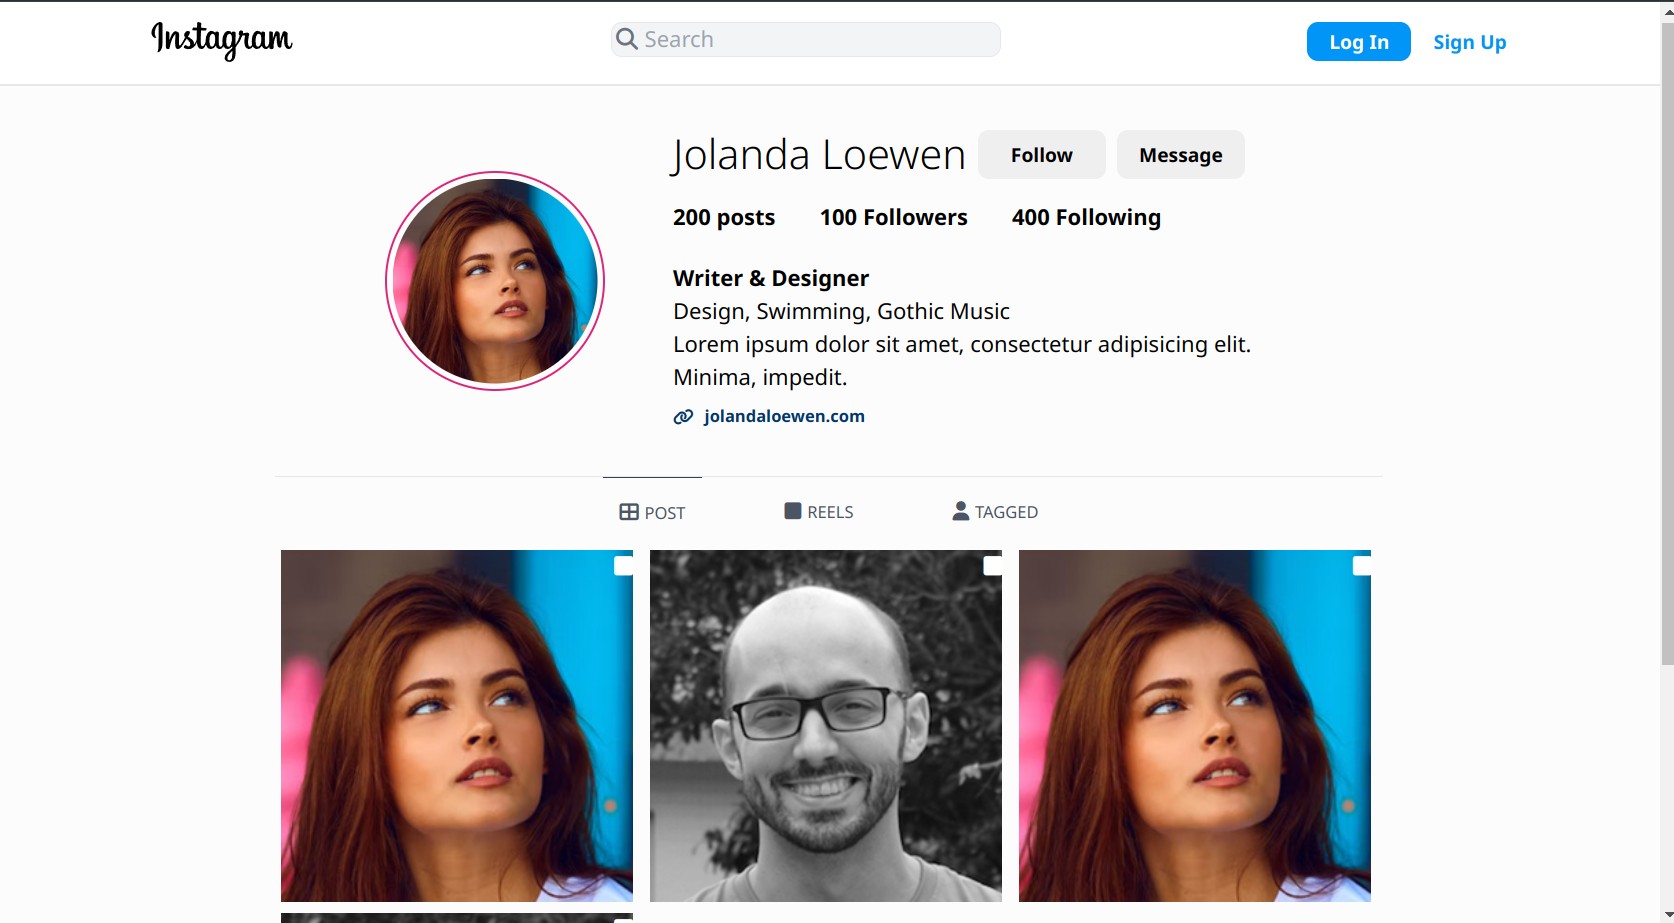 Instagram
Search
Log In
Sign Up
Jolanda Loewen
Follow
Message
200 posts
100 Followers
400 Following
Writer & Designer
Design, Swimming, Gothic Music
Lorem ipsum dolor sit amet, consectetur adipisicing elit.
Minima, impedit.
jolandaloewen.com
POST
REELS
TAGGED